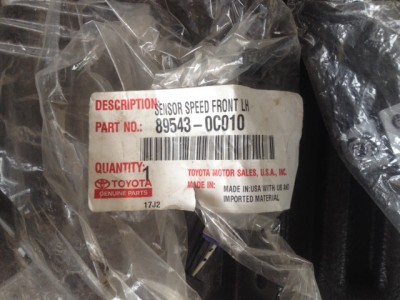 DESCRIPTION: SENSOR SPEED FRONT LH
PART NO.: 89543-0C010
QUANTITY: 1
TOYOTA MOTOR SALES, U.S.A., INC.
TOYOTA
GENUINE PARTS
MADE IN: MADE IN: USA WITH US AND
IMPORTED MATERIAL
17J2